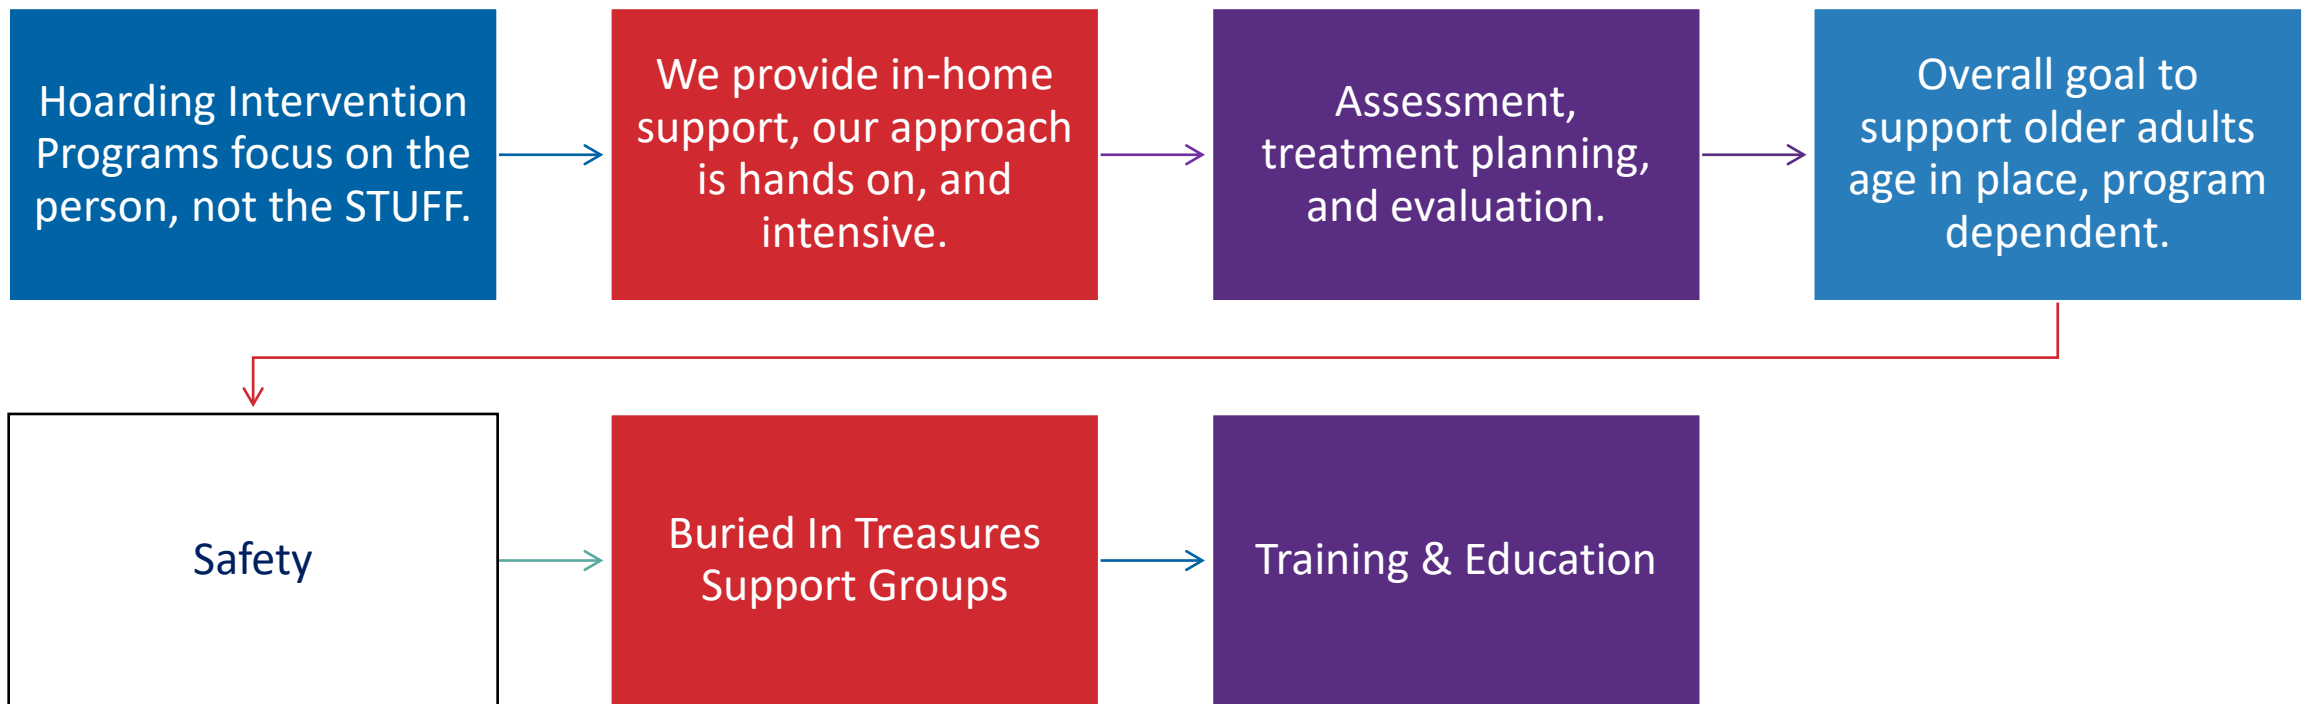 Hoarding Intervention
Programs focus on the
person, not the STUFF.
We provide in-home
support, our approach
is hands on, and
intensive.
Assessment,
treatment planning,
and evaluation.
Overall goal to
support older adults
age in place, program
dependent.
Safety
Buried In Treasures
Support Groups
Training & Education